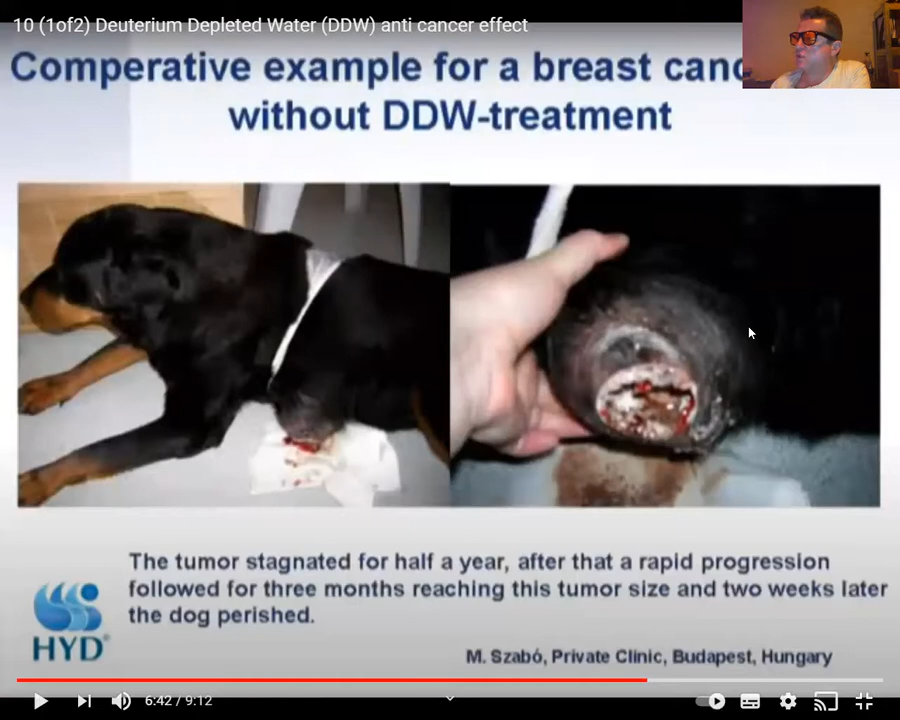 10 (1of2) Deuterium Depleted Water (DDW) anti cancer effect
Comperative example for a breast canc
without DDW-treatment
The tumor stagnated for half a year, after that a rapid progression
followed for three months reaching this tumor size and two weeks later
the dog perished.
HYD®
M. Szabó, Private Clinic, Budapest, Hungary
6:42 / 9:12